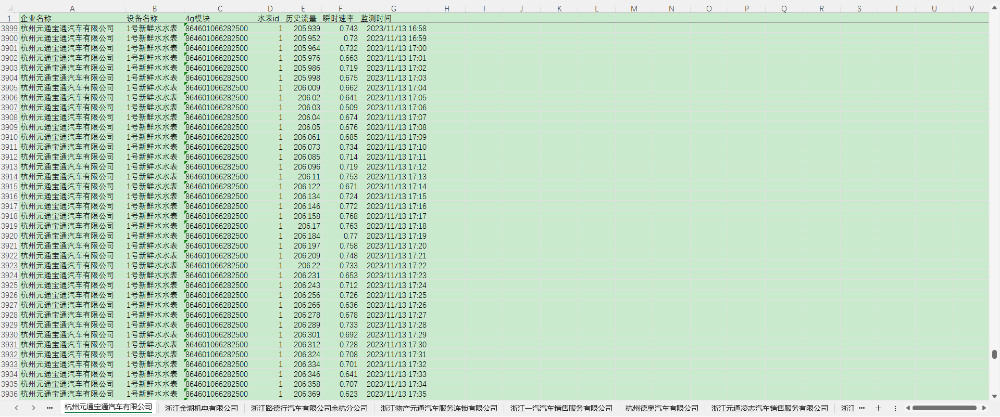 A B C D E F G H I J K L M N O P Q R S T U V
1 企业名称 设备名称 4g模块 水表id 历史流量 瞬时速率 监测时间
3899 杭州元通宝通汽车有限公司 1号新鲜水水表 864601066282500 1 205.939 0.743 2023/11/13 16:58
3900 杭州元通宝通汽车有限公司 1号新鲜水水表 864601066282500 1 205.952 0.73 2023/11/13 16:59
3901 杭州元通宝通汽车有限公司 1号新鲜水水表 864601066282500 1 205.964 0.732 2023/11/13 17:00
3902 杭州元通宝通汽车有限公司 1号新鲜水水表 864601066282500 1 205.976 0.663 2023/11/13 17:01
3903 杭州元通宝通汽车有限公司 1号新鲜水水表 864601066282500 1 205.986 0.719 2023/11/13 17:02
3904 杭州元通宝通汽车有限公司 1号新鲜水水表 864601066282500 1 205.998 0.675 2023/11/13 17:03
3905 杭州元通宝通汽车有限公司 1号新鲜水水表 864601066282500 1 206.009 0.662 2023/11/13 17:04
3906 杭州元通宝通汽车有限公司 1号新鲜水水表 864601066282500 1 206.02 0.641 2023/11/13 17:05
3907 杭州元通宝通汽车有限公司 1号新鲜水水表 864601066282500 1 206.03 0.509 2023/11/13 17:06
3908 杭州元通宝通汽车有限公司 1号新鲜水水表 864601066282500 1 206.04 0.674 2023/11/13 17:07
3909 杭州元通宝通汽车有限公司 1号新鲜水水表 864601066282500 1 206.05 0.676 2023/11/13 17:08
3910 杭州元通宝通汽车有限公司 1号新鲜水水表 864601066282500 1 206.061 0.685 2023/11/13 17:09
3911 杭州元通宝通汽车有限公司 1号新鲜水水表 864601066282500 1 206.073 0.734 2023/11/13 17:10
3912 杭州元通宝通汽车有限公司 1号新鲜水水表 864601066282500 1 206.085 0.714 2023/11/13 17:11
3913 杭州元通宝通汽车有限公司 1号新鲜水水表 864601066282500 1 206.096 0.719 2023/11/13 17:12
3914 杭州元通宝通汽车有限公司 1号新鲜水水表 864601066282500 1 206.11 0.753 2023/11/13 17:13
3915 杭州元通宝通汽车有限公司 1号新鲜水水表 864601066282500 1 206.122 0.671 2023/11/13 17:14
3916 杭州元通宝通汽车有限公司 1号新鲜水水表 864601066282500 1 206.134 0.724 2023/11/13 17:15
3917 杭州元通宝通汽车有限公司 1号新鲜水水表 864601066282500 1 206.146 0.772 2023/11/13 17:16
3918 杭州元通宝通汽车有限公司 1号新鲜水水表 864601066282500 1 206.158 0.768 2023/11/13 17:17
3919 杭州元通宝通汽车有限公司 1号新鲜水水表 864601066282500 1 206.17 0.763 2023/11/13 17:18
3920 杭州元通宝通汽车有限公司 1号新鲜水水表 864601066282500 1 206.184 0.77 2023/11/13 17:19
3921 杭州元通宝通汽车有限公司 1号新鲜水水表 864601066282500 1 206.197 0.758 2023/11/13 17:20
3922 杭州元通宝通汽车有限公司 1号新鲜水水表 864601066282500 1 206.209 0.748 2023/11/13 17:21
3923 杭州元通宝通汽车有限公司 1号新鲜水水表 864601066282500 1 206.22 0.733 2023/11/13 17:22
3924 杭州元通宝通汽车有限公司 1号新鲜水水表 864601066282500 1 206.231 0.653 2023/11/13 17:23
3925 杭州元通宝通汽车有限公司 1号新鲜水水表 864601066282500 1 206.243 0.712 2023/11/13 17:24
3926 杭州元通宝通汽车有限公司 1号新鲜水水表 864601066282500 1 206.256 0.726 2023/11/13 17:25
3927 杭州元通宝通汽车有限公司 1号新鲜水水表 864601066282500 1 206.266 0.636 2023/11/13 17:26
3928 杭州元通宝通汽车有限公司 1号新鲜水水表 864601066282500 1 206.278 0.678 2023/11/13 17:27
3929 杭州元通宝通汽车有限公司 1号新鲜水水表 864601066282500 1 206.289 0.733 2023/11/13 17:28
3930 杭州元通宝通汽车有限公司 1号新鲜水水表 864601066282500 1 206.301 0.692 2023/11/13 17:29
3931 杭州元通宝通汽车有限公司 1号新鲜水水表 864601066282500 1 206.312 0.728 2023/11/13 17:30
3932 杭州元通宝通汽车有限公司 1号新鲜水水表 864601066282500 1 206.324 0.708 2023/11/13 17:31
3933 杭州元通宝通汽车有限公司 1号新鲜水水表 864601066282500 1 206.334 0.701 2023/11/13 17:32
3934 杭州元通宝通汽车有限公司 1号新鲜水水表 864601066282500 1 206.346 0.641 2023/11/13 17:33
3935 杭州元通宝通汽车有限公司 1号新鲜水水表 864601066282500 1 206.358 0.707 2023/11/13 17:34
3936 杭州元通宝通汽车有限公司 1号新鲜水水表 864601066282500 1 206.369 0.623 2023/11/13 17:35
杭州元通宝通汽车有限公司 浙江金湖机电有限公司 浙江路德行汽车有限公司余杭分公司 浙江物产元通汽车服务连锁有限公司 浙江一汽汽车销售服务有限公司 杭州德奥汽车有限公司 浙江元通凌志汽车销售服务有限公司 浙江